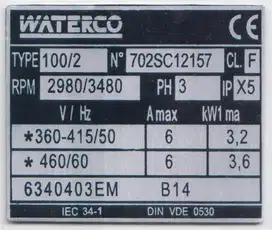 WATERCO CE
TYPE 100/2 N° 702SC12157 CL. F
RPM 2980/3480 PH 3 IP X5
V / Hz A max kW1 ma
*360-415/50 6 3,2
*460/60 6 3,6
6340403EM B14
IEC 34-1 DIN VDE 0530